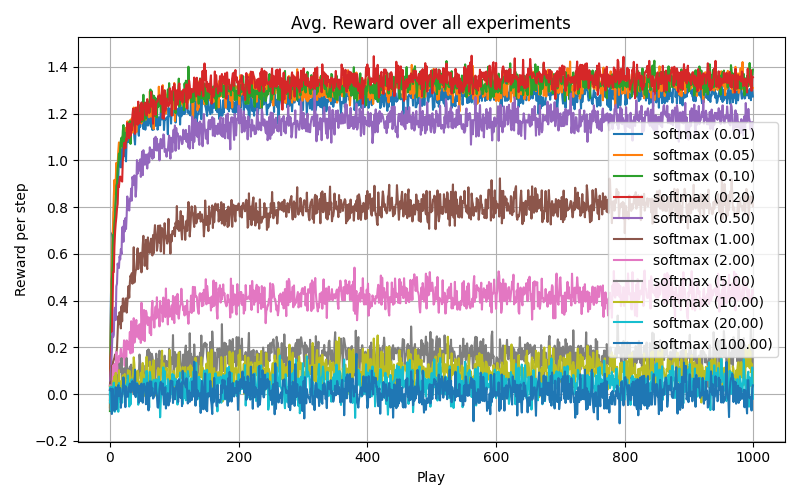 Avg. Reward over all experiments
Reward per step
1.4
1.2
1.0
0.8
0.6
0.4
0.2
0.0
−0.2
softmax (0.01)
softmax (0.05)
softmax (0.10)
softmax (0.20)
softmax (0.50)
softmax (1.00)
softmax (2.00)
softmax (5.00)
softmax (10.00)
softmax (20.00)
softmax (100.00)
0 200 400 600 800 1000
Play